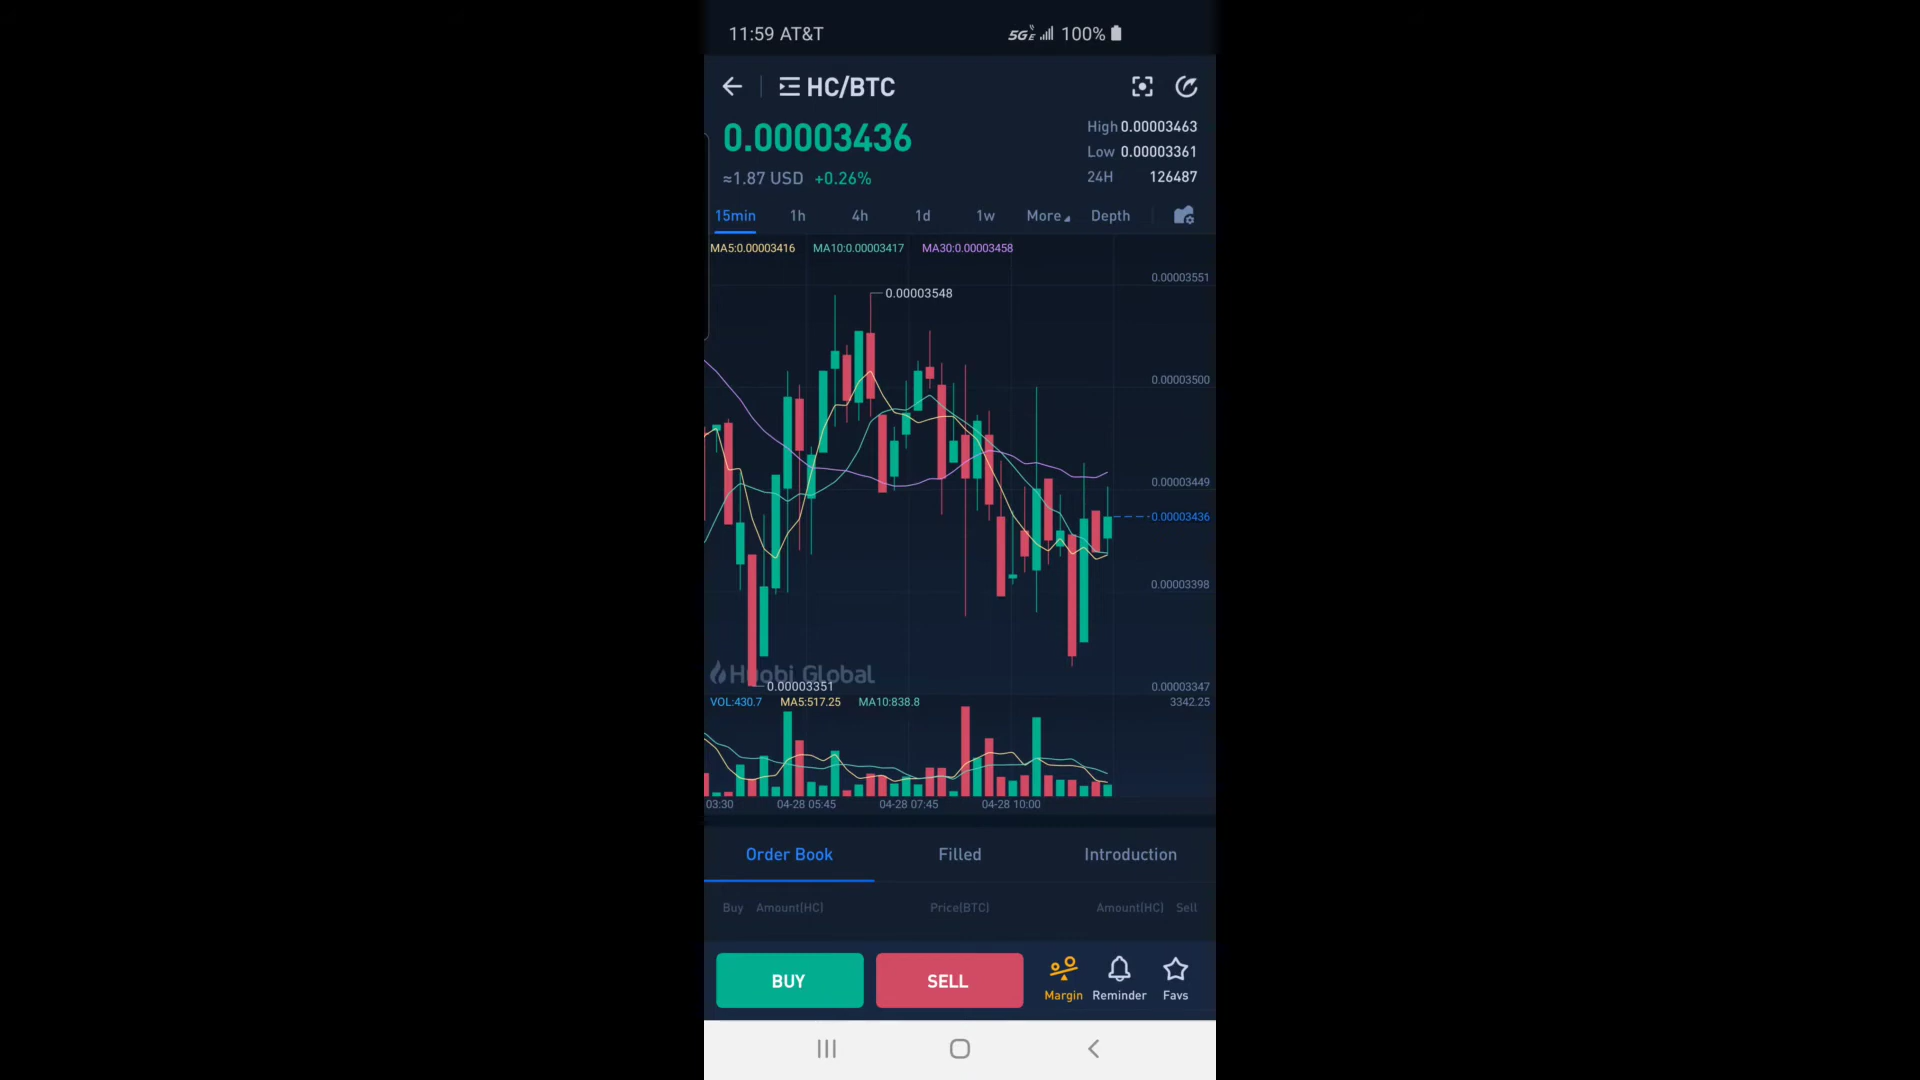 11:59 AT&T 5GE 100%
HC/BTC
0.00003436
High 0.00003463
Low 0.00003361
≈1.87 USD +0.26%
24H 126487
15min 1h 4h 1d 1w More Depth
MA5:0.00003416 MA10:0.00003417 MA30:0.00003458
0.00003551
0.00003548
0.00003500
0.00003449
0.00003436
0.00003398
Huobi Global
0.00003351
0.00003347
VOL:430.7 MA5:517.25 MA10:838.8 3342.25
03:30 04-28 05:45 04-28 07:45 04-28 10:00
Order Book Filled Introduction
Buy Amount(HC) Price(BTC) Amount(HC) Sell
BUY SELL
Margin Reminder Favs